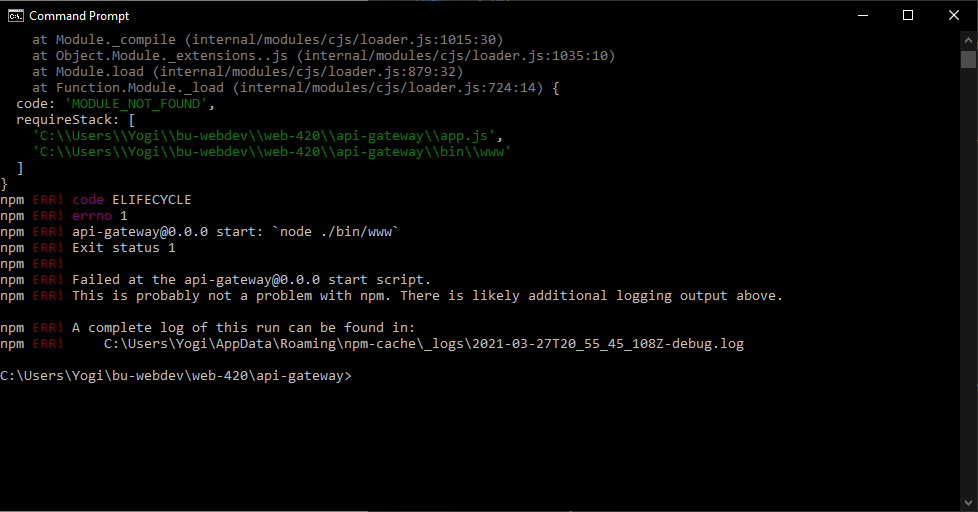 Command Prompt
at Module._compile (internal/modules/cjs/loader.js:1015:30)
at Object.Module._extensions..js (internal/modules/cjs/loader.js:1035:10)
at Module.load (internal/modules/cjs/loader.js:879:32)
at Function.Module._load (internal/modules/cjs/loader.js:724:14) {
code: 'MODULE_NOT_FOUND',
requireStack: [
'C:\\Users\\Yogi\\bu-webdev\\web-420\\api-gateway\\app.js',
'C:\\Users\\Yogi\\bu-webdev\\web-420\\api-gateway\\bin\\www'
]
}
npm ERR! code ELIFECYCLE
npm ERR! errno 1
npm ERR! api-gateway@0.0.0 start: `node ./bin/www`
npm ERR! Exit status 1
npm ERR!
npm ERR! Failed at the api-gateway@0.0.0 start script.
npm ERR! This is probably not a problem with npm. There is likely additional logging output above.
npm ERR! A complete log of this run can be found in:
npm ERR!     C:\Users\Yogi\AppData\Roaming\npm-cache\_logs\2021-03-27T20_55_45_108Z-debug.log
C:\Users\Yogi\bu-webdev\web-420\api-gateway>